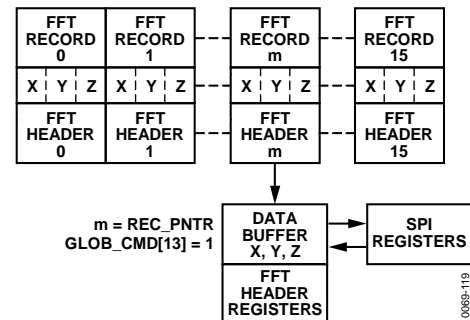 FFT RECORD 0
FFT RECORD 1
FFT RECORD m
FFT RECORD 15
X Y Z
X Y Z
X Y Z
X Y Z
FFT HEADER 0
FFT HEADER 1
FFT HEADER m
FFT HEADER 15
m = REC_PNTR
GLOB_CMD[13] = 1
DATA BUFFER X, Y, Z
SPI REGISTERS
FFT HEADER REGISTERS
0069-119